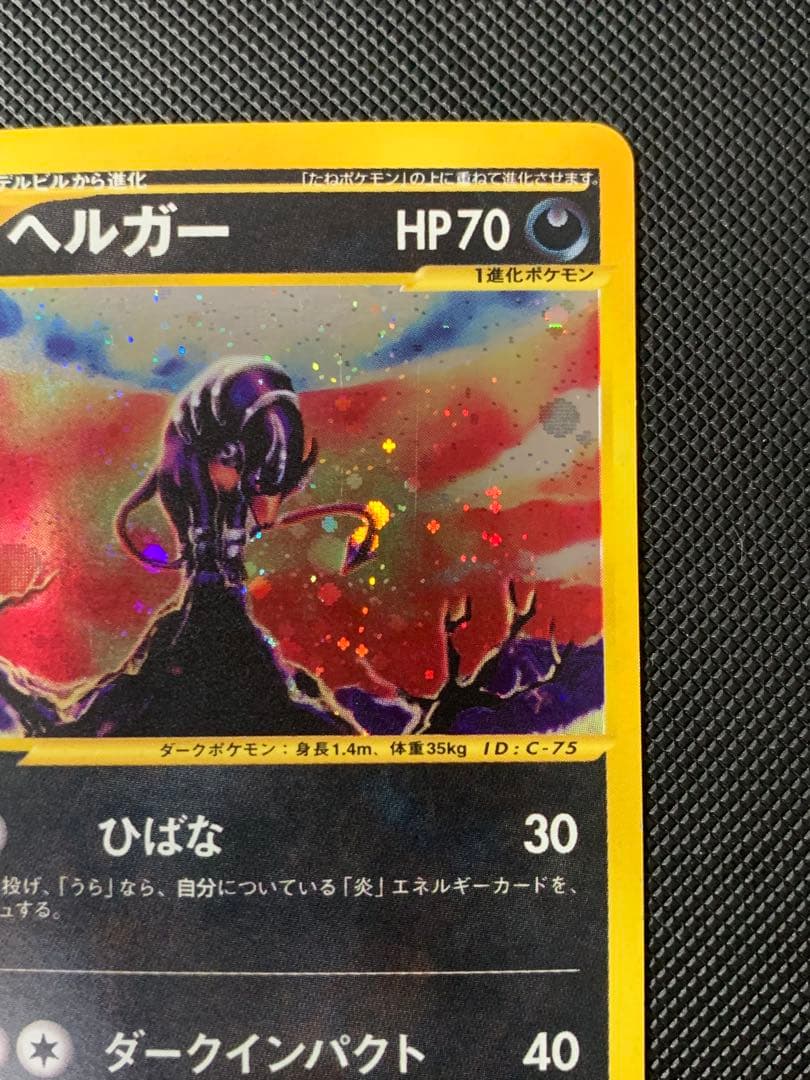 デルビルから進化
「たねポケモン」の上に重ねて進化させます。
ヘルガー HP70
1進化ポケモン
ダークポケモン：身長1.4m、体重35kg ID：C-75
ひばな 30
投げ、「うら」なら、自分についている「炎」エネルギーカードを、
ュする。
ダークインパクト 40